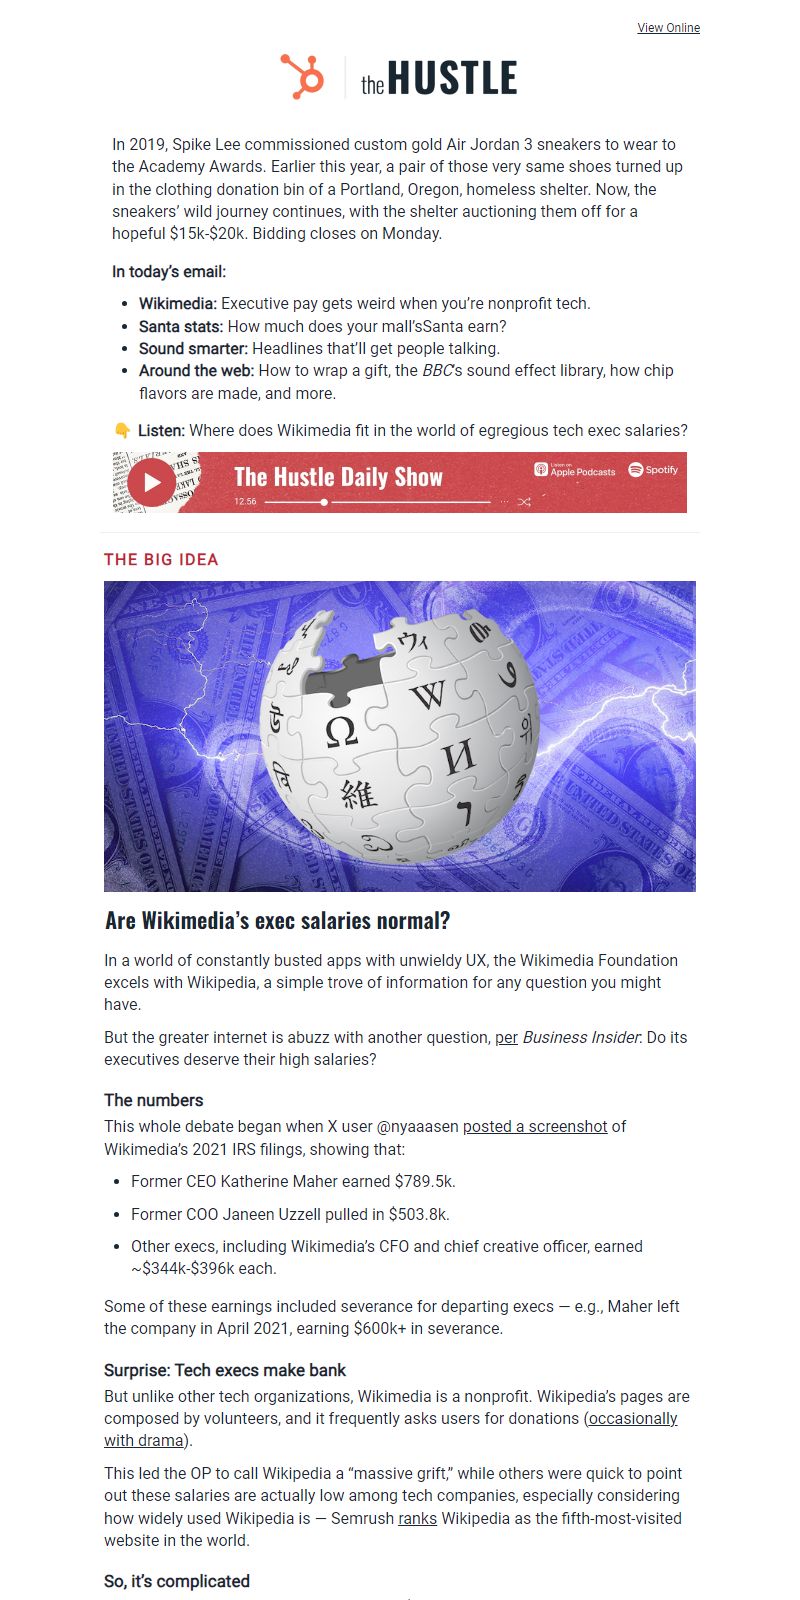 View Online
the HUSTLE
In 2019, Spike Lee commissioned custom gold Air Jordan 3 sneakers to wear to
the Academy Awards. Earlier this year, a pair of those very same shoes turned up
in the clothing donation bin of a Portland, Oregon, homeless shelter. Now, the
sneakers’ wild journey continues, with the shelter auctioning them off for a
hopeful $15k-$20k. Bidding closes on Monday.
In today’s email:
• Wikimedia: Executive pay gets weird when you’re nonprofit tech.
• Santa stats: How much does your mall’sSanta earn?
• Sound smarter: Headlines that’ll get people talking.
• Around the web: How to wrap a gift, the BBC’s sound effect library, how chip
flavors are made, and more.
👇 Listen: Where does Wikimedia fit in the world of egregious tech exec salaries?
The Hustle Daily Show
Listen on
Apple Podcasts
Spotify
12:56
THE BIG IDEA
ウィ
W
Ω
И
維
UNITED STATES OF
Are Wikimedia’s exec salaries normal?
In a world of constantly busted apps with unwieldy UX, the Wikimedia Foundation
excels with Wikipedia, a simple trove of information for any question you might
have.
But the greater internet is abuzz with another question, per Business Insider: Do its
executives deserve their high salaries?
The numbers
This whole debate began when X user @nyaaasen posted a screenshot of
Wikimedia’s 2021 IRS filings, showing that:
• Former CEO Katherine Maher earned $789.5k.
• Former COO Janeen Uzzell pulled in $503.8k.
• Other execs, including Wikimedia’s CFO and chief creative officer, earned
~$344k-$396k each.
Some of these earnings included severance for departing execs — e.g., Maher left
the company in April 2021, earning $600k+ in severance.
Surprise: Tech execs make bank
But unlike other tech organizations, Wikimedia is a nonprofit. Wikipedia’s pages are
composed by volunteers, and it frequently asks users for donations (occasionally
with drama).
This led the OP to call Wikipedia a “massive grift,” while others were quick to point
out these salaries are actually low among tech companies, especially considering
how widely used Wikipedia is — Semrush ranks Wikipedia as the fifth-most-visited
website in the world.
So, it’s complicated